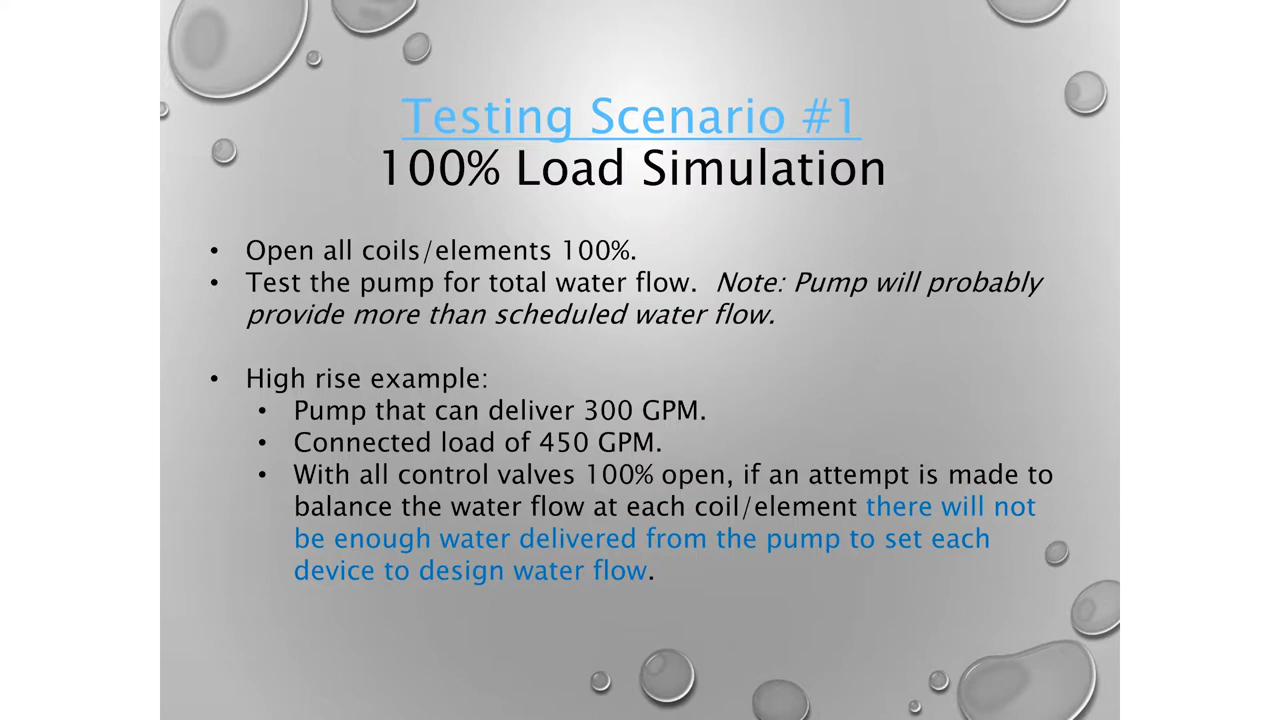 Testing Scenario #1
100% Load Simulation
• Open all coils/elements 100%.
• Test the pump for total water flow. Note: Pump will probably
provide more than scheduled water flow.
• High rise example:
• Pump that can deliver 300 GPM.
• Connected load of 450 GPM.
• With all control valves 100% open, if an attempt is made to
balance the water flow at each coil/element there will not
be enough water delivered from the pump to set each
device to design water flow.